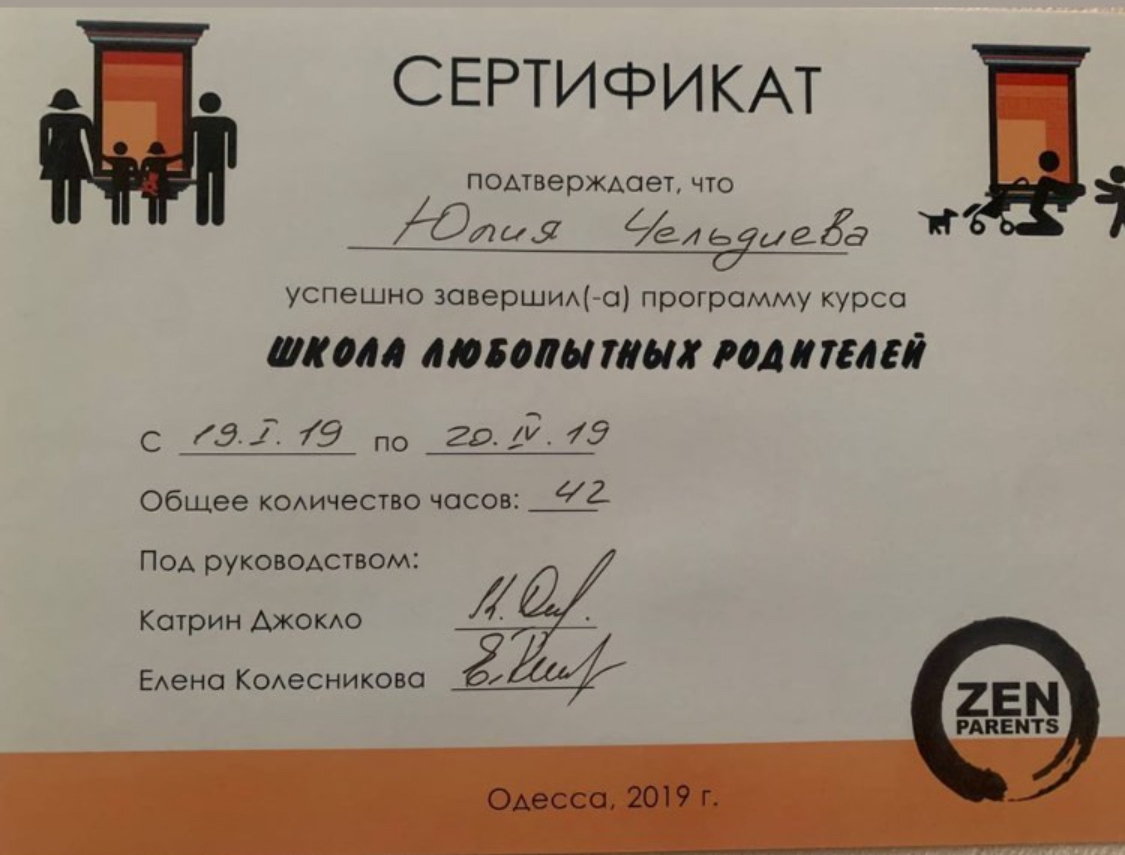 СЕРТИФИКАТ
подтверждает, что
Юлия Чельдиева
успешно завершил(-а) программу курса
ШКОЛА ЛЮБОПЫТНЫХ РОДИТЕЛЕЙ
С 19.I.19 по 20.IV.19
Общее количество часов: 42
Под руководством:
Катрин Джокло
Елена Колесникова
ZEN
PARENTS
Одесса, 2019 г.